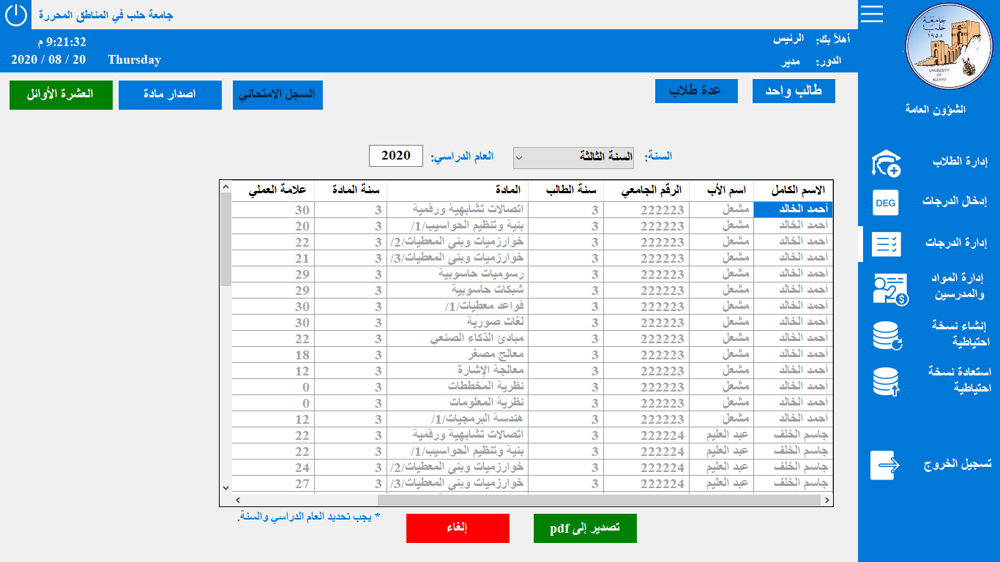 جامعة حلب في المناطق المحررة
أهلاً بك: الرئيس
9:21:32 م
الدور: مدير
Thursday 2020 / 08 / 20
جامعة حلب
١٩٥٨
UNIVERSITY
OF
ALEPPO
الشؤون العامة
إدارة الطلاب
إدخال الدرجات
DEG
إدارة الدرجات
إدارة المواد
والمدرسين
إنشاء نسخة
احتياطية
استعادة نسخة
احتياطية
تسجيل الخروج
طالب واحد
عدة طلاب
السجل الامتحاني
اصدار مادة
العشرة الأوائل
السنة: السنة الثالثة العام الدراسي: 2020
الاسم الكامل اسم الأب الرقم الجامعي سنة الطالب المادة سنة المادة علامة العملي
أحمد الخالد مشعل 222223 3 اتصالات تشابهية ورقمية 3 30
أحمد الخالد مشعل 222223 3 بنية وتنظيم الحواسيب/1/ 3 20
أحمد الخالد مشعل 222223 3 خوارزميات وبنى المعطيات/2/ 3 22
أحمد الخالد مشعل 222223 3 خوارزميات وبنى المعطيات/3/ 3 21
أحمد الخالد مشعل 222223 3 رسوميات حاسوبية 3 29
أحمد الخالد مشعل 222223 3 شبكات حاسوبية 3 29
أحمد الخالد مشعل 222223 3 قواعد معطيات/1/ 3 30
أحمد الخالد مشعل 222223 3 لغات صورية 3 30
أحمد الخالد مشعل 222223 3 مبادئ الذكاء الصنعي 3 22
أحمد الخالد مشعل 222223 3 معالج مصغر 3 18
أحمد الخالد مشعل 222223 3 معالجة الإشارة 3 12
أحمد الخالد مشعل 222223 3 نظرية المخططات 3 0
أحمد الخالد مشعل 222223 3 نظرية المعلومات 3 0
أحمد الخالد مشعل 222223 3 هندسة البرمجيات/1/ 3 12
جاسم الخلف عبد العليم 222224 3 اتصالات تشابهية ورقمية 3 22
جاسم الخلف عبد العليم 222224 3 بنية وتنظيم الحواسيب/1/ 3 22
جاسم الخلف عبد العليم 222224 3 خوارزميات وبنى المعطيات/2/ 3 24
جاسم الخلف عبد العليم 222224 3 خوارزميات وبنى المعطيات/3/ 3 27
تصدير إلى pdf
إلغاء
* يجب تحديد العام الدراسي والسنة.